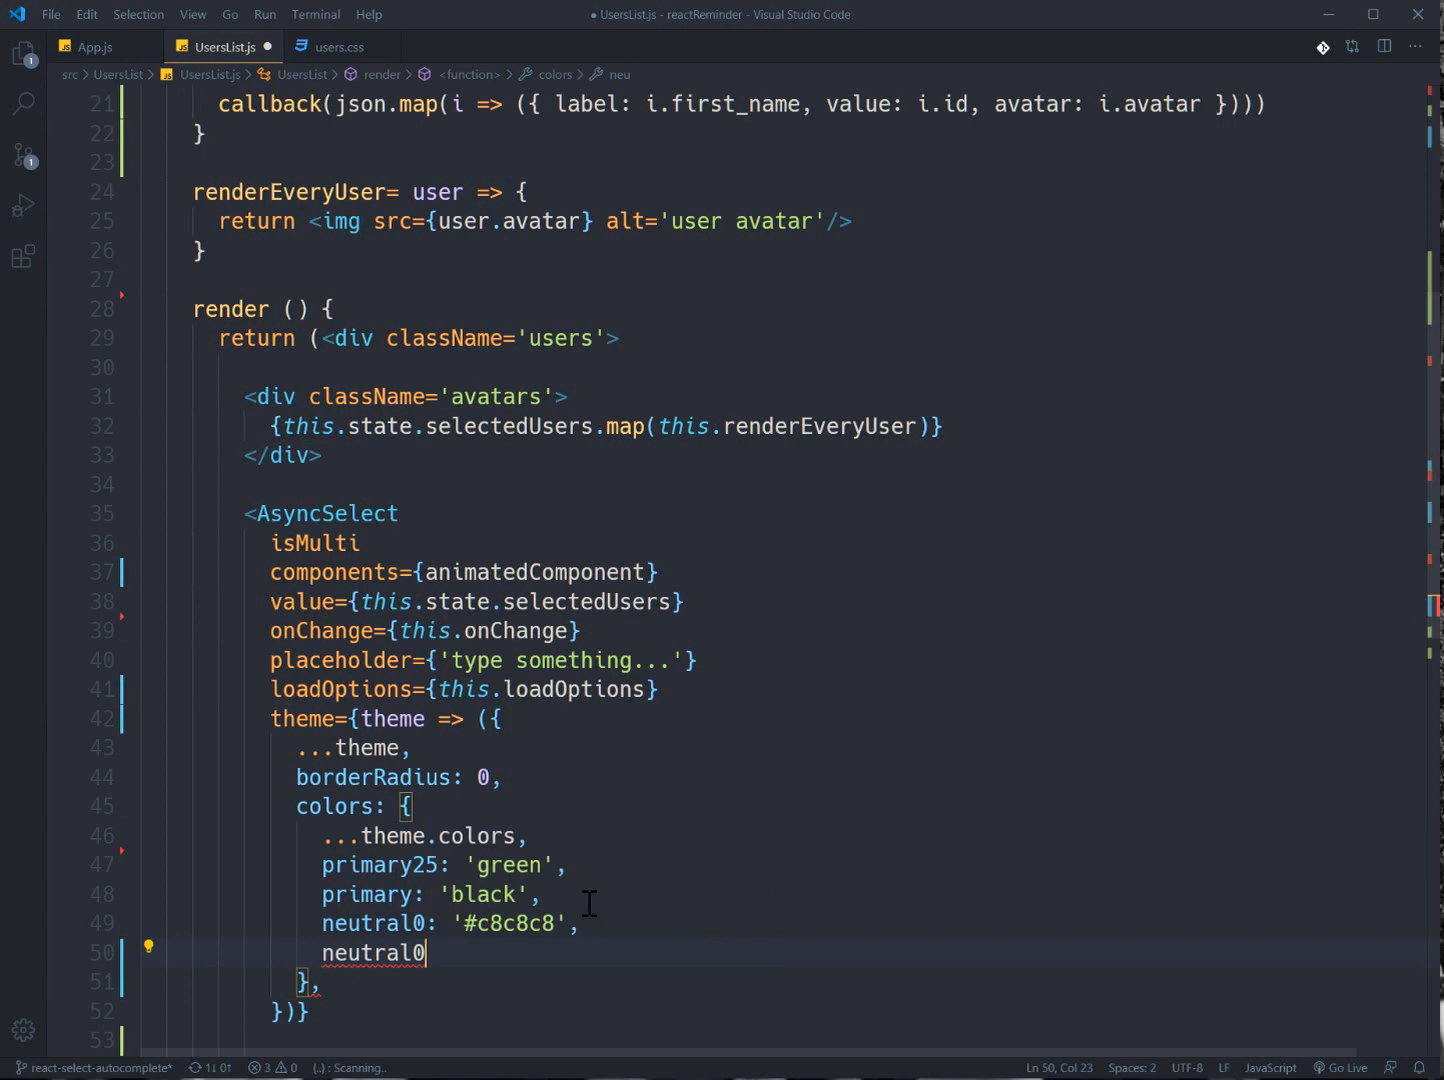 File Edit Selection View Go Run Terminal Help ● UsersList.js - reactReminder - Visual Studio Code
JS App.js JS UsersList.js ● users.css
src > UsersList > JS UsersList.js > UsersList > render > <function> > colors > neu
21 callback(json.map(i => ({ label: i.first_name, value: i.id, avatar: i.avatar })))
22 }
23
24 renderEveryUser= user => {
25 return <img src={user.avatar} alt='user avatar'/>
26 }
27
28 render () {
29 return (<div className='users'>
30
31 <div className='avatars'>
32 {this.state.selectedUsers.map(this.renderEveryUser)}
33 </div>
34
35 <AsyncSelect
36 isMulti
37 components={animatedComponent}
38 value={this.state.selectedUsers}
39 onChange={this.onChange}
40 placeholder={'type something...'}
41 loadOptions={this.loadOptions}
42 theme={theme => ({
43 ...theme,
44 borderRadius: 0,
45 colors: {
46 ...theme.colors,
47 primary25: 'green',
48 primary: 'black',
49 neutral0: '#c8c8c8',
50 neutral0
51 },
52 })}
53
1
1
react-select-autocomplete* 1↓ 0↑ 3 0 {..} : Scanning.. Ln 50, Col 23 Spaces: 2 UTF-8 LF JavaScript Go Live